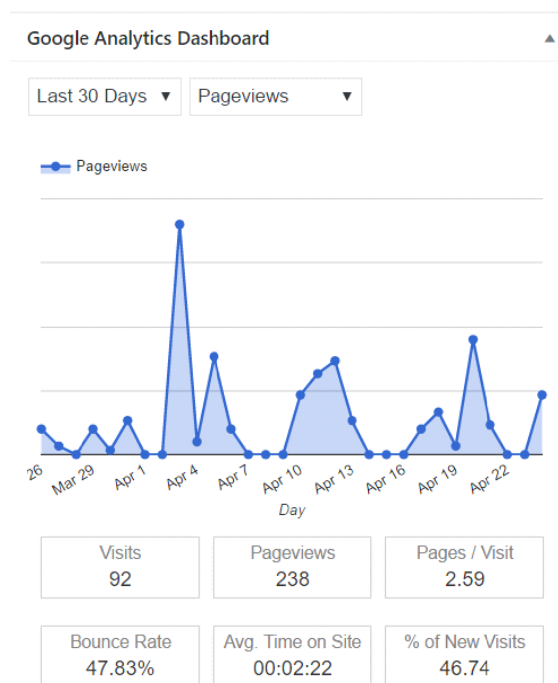 Google Analytics Dashboard
Last 30 Days Pageviews
Pageviews
26 Mar 29 Apr 1 Apr 4 Apr 7 Apr 10 Apr 13 Apr 16 Apr 19 Apr 22
Day
Visits Pageviews Pages / Visit
92 238 2.59
Bounce Rate Avg. Time on Site % of New Visits
47.83% 00:02:22 46.74